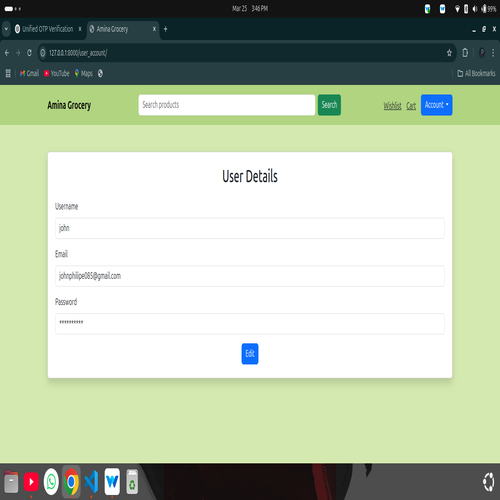 Mar 25 3:46 PM
99%
Unified OTP Verification
Amina Grocery
127.0.0.1:8000/user_account/
Gmail
YouTube
Maps
All Bookmarks
Amina Grocery
Search products
Search
Wishlist
Cart
Account
User Details
Username
john
Email
johnphilipe085@gmail.com
Password
**********
Edit